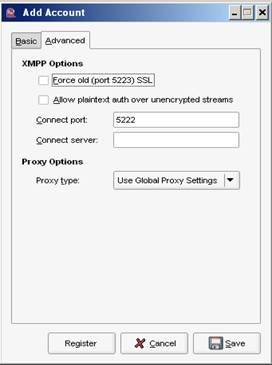 Add Account
Basic
Advanced
XMPP Options
Force old (port 5223) SSL
Allow plaintext auth over unencrypted streams
Connect port: 5222
Connect server:
Proxy Options
Proxy type: Use Global Proxy Settings
Register
Cancel
Save